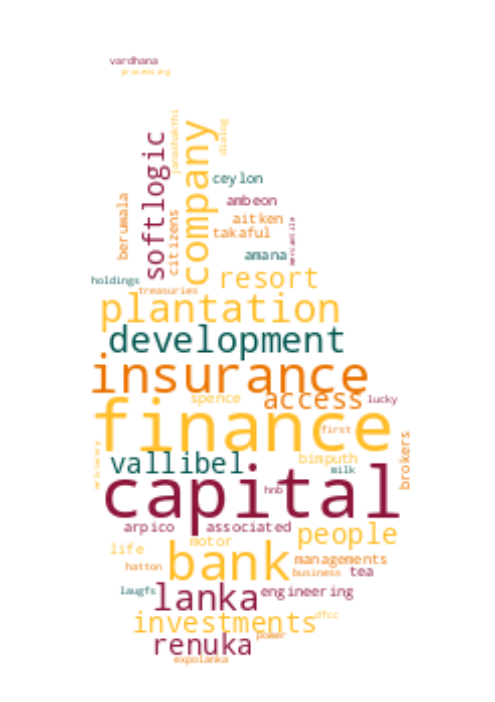 vardhana
processing
janashakthi
dialog
company
softlogic
ceylon
berumala
ambeon
citizens
aitken
mercantile
takaful
amana
holdings
resort
treasuries
plantation
development
insurance
spence
access
lucky
finance
first
brokers
vallibel
bimputh
milk
capital
hnb
arpico
associated
people
motor
life
bank
managements
hatton
business
tea
laugfs
lanka
engineering
investments
dfcc
renuka
power
expolanka